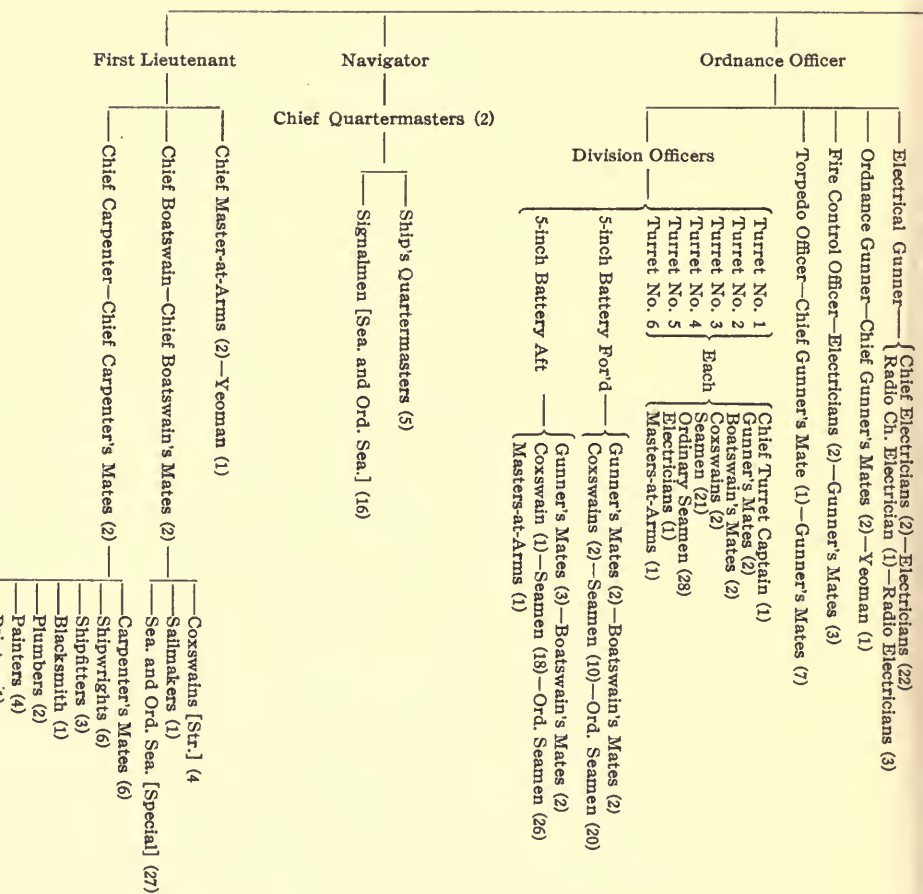 First Lieutenant
Navigator
Ordnance Officer
Chief Quartermasters (2)
Division Officers
Electrical Gunner
Chief Electricians (2)—Electricians (22)
Radio Ch. Electrician (1)—Radio Electricians (3)
Ordnance Gunner—Chief Gunner's Mates (2)—Yeoman (1)
Fire Control Officer—Electricians (2)—Gunner's Mates (3)
Torpedo Officer—Chief Gunner's Mate (1)—Gunner's Mates (7)
Turret No. 1
Turret No. 2
Turret No. 3
Turret No. 4
Turret No. 5
Turret No. 6
Each
Chief Turret Captain (1)
Gunner's Mates (2)
Boatswain's Mates (2)
Coxswains (2)
Seamen (21)
Ordinary Seamen (28)
Electricians (1)
Masters-at-Arms (1)
5-inch Battery For'd
Gunner's Mates (2)—Boatswain's Mates (2)
Coxswains (2)—Seamen (10)—Ord. Seamen (20)
5-inch Battery Aft
Gunner's Mates (3)—Boatswain's Mates (2)
Coxswain (1)—Seamen (18)—Ord. Seamen (26)
Masters-at-Arms (1)
Ship's Quartermasters (5)
Signalmen [Sea. and Ord. Sea.] (16)
Chief Master-at-Arms (2)—Yeoman (1)
Chief Boatswain—Chief Boatswain's Mates (2)
Coxswains [Str.] (4
Sailmakers (1)
Sea. and Ord. Sea. [Special] (27)
Chief Carpenter—Chief Carpenter's Mates (2)
Carpenter's Mates (6)
Shipwrights (6)
Shipfitters (3)
Blacksmith (1)
Plumbers (2)
Painters (4)